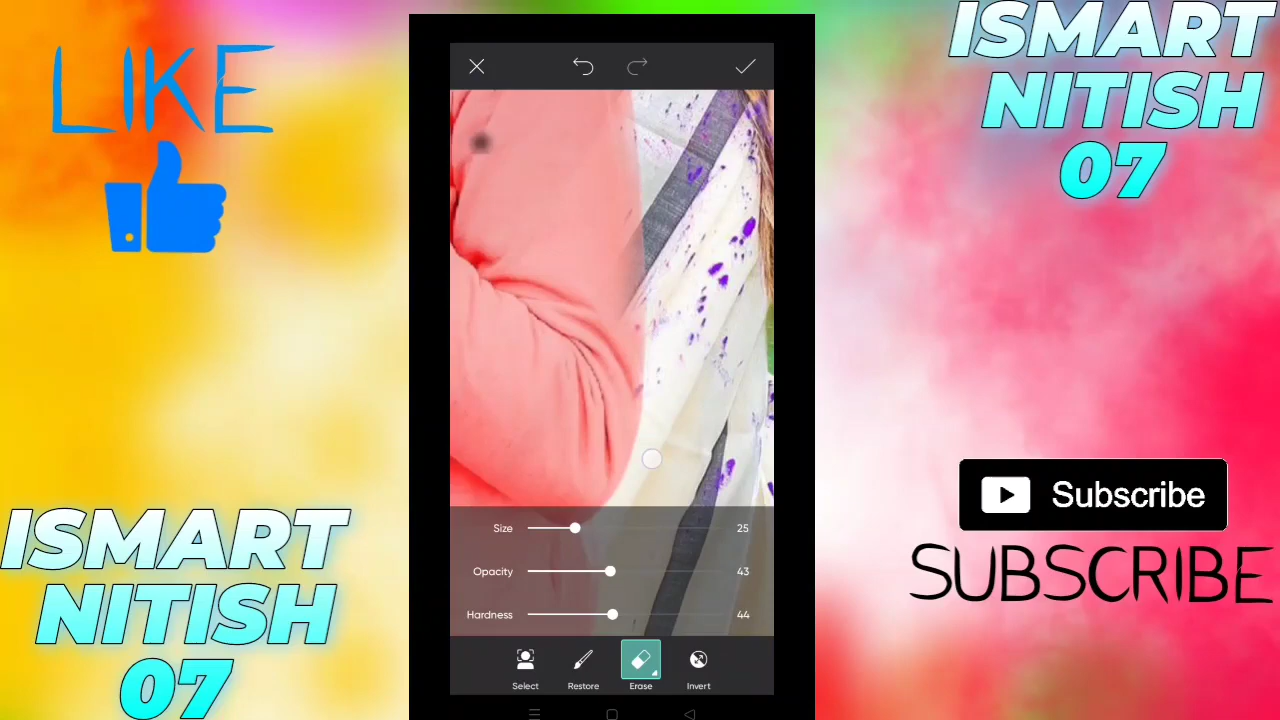 LIKE
ISMART
NITISH
07
ISMART
NITISH
07
Subscribe
SUBSCRIBE
Size 25
Opacity 43
Hardness 44
Select Restore Erase Invert